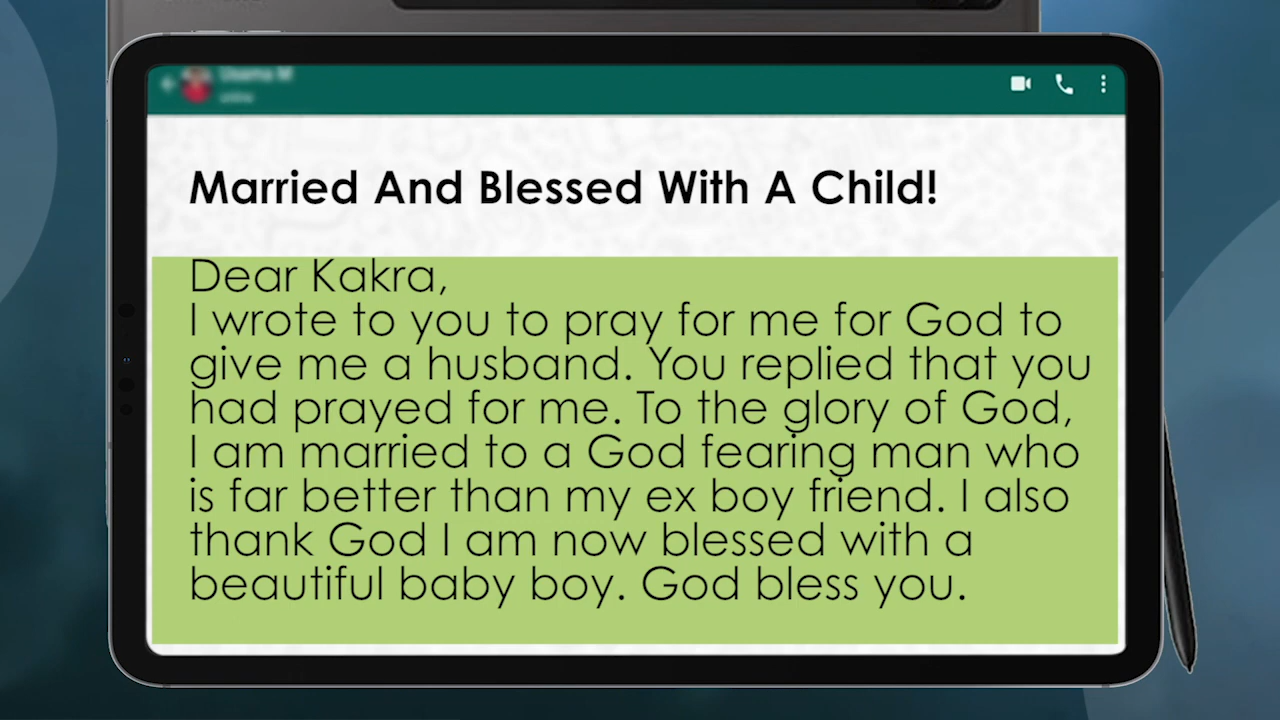 Married And Blessed With A Child!
Dear Kakra,
I wrote to you to pray for me for God to
give me a husband. You replied that you
had prayed for me. To the glory of God,
I am married to a God fearing man who
is far better than my ex boy friend. I also
thank God I am now blessed with a
beautiful baby boy. God bless you.